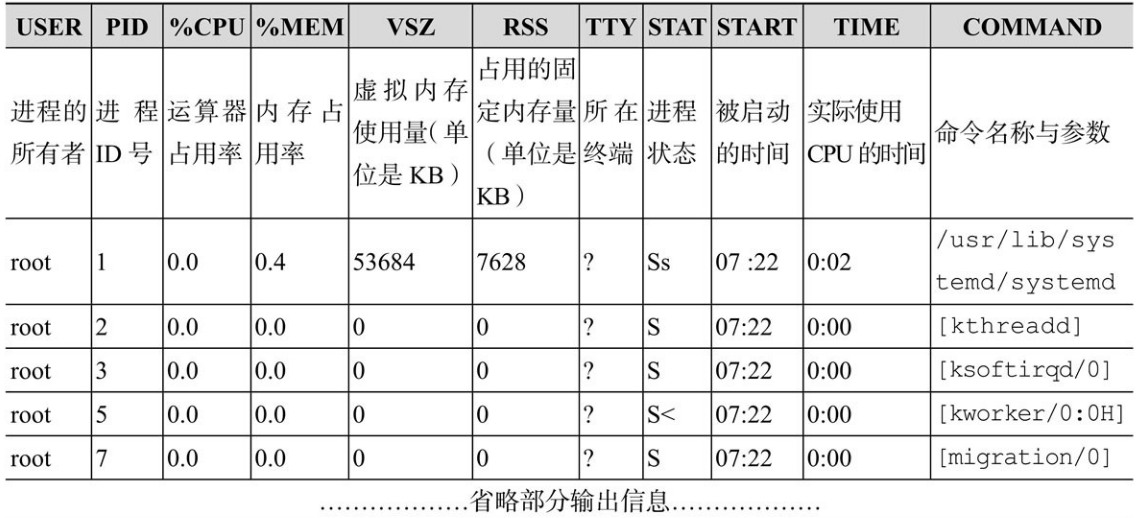 USER PID %CPU %MEM VSZ RSS TTY STAT START TIME COMMAND
进程的所有者 进程ID号 运算器占用率 内存占用率 虚拟内存使用量(单位是KB) 占用的固定内存量(单位是KB) 所在终端 进程状态 被启动的时间 实际使用CPU的时间 命令名称与参数
root 1 0.0 0.4 53684 7628 ? Ss 07 :22 0:02 /usr/lib/systemd/systemd
root 2 0.0 0.0 0 0 ? S 07:22 0:00 [kthreadd]
root 3 0.0 0.0 0 0 ? S 07:22 0:00 [ksoftirqd/0]
root 5 0.0 0.0 0 0 ? S< 07:22 0:00 [kworker/0:0H]
root 7 0.0 0.0 0 0 ? S 07:22 0:00 [migration/0]
………………省略部分输出信息………………